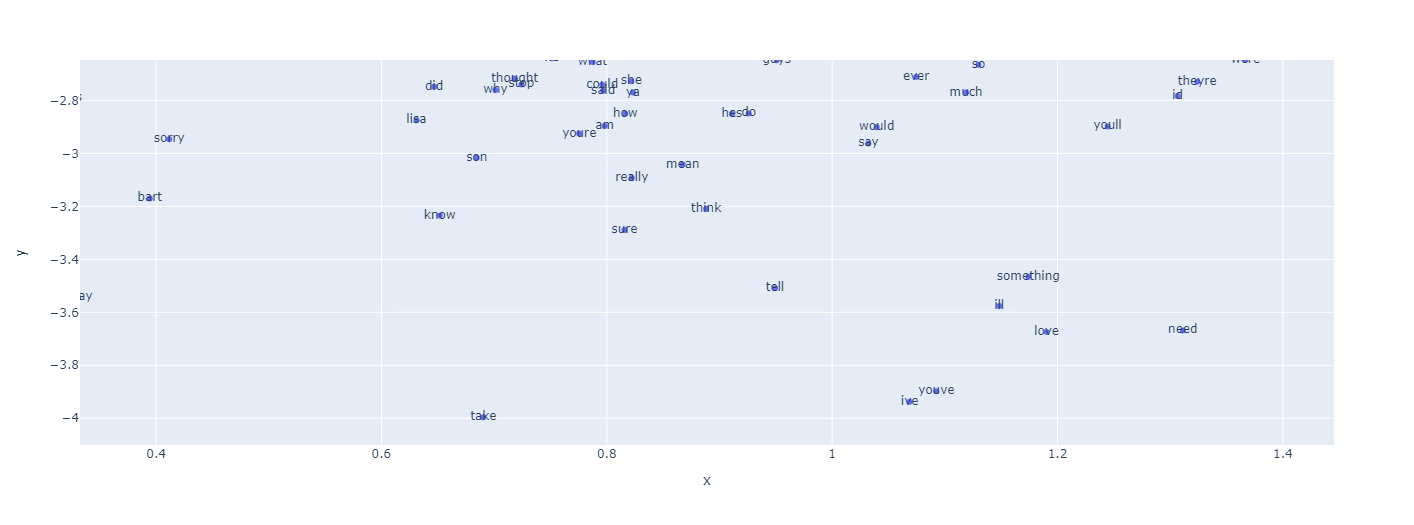 what
guys
so
were
did
thought
why
stop
could
said
she
ya
ever
much
theyre
id
−2.8
lisa
how
hes
do
am
youre
would
say
youll
sorry
−3
son
mean
really
bart
−3.2
know
think
sure
−3.4
something
tell
ay
ill
−3.6
love
need
−3.8
youve
ive
take
−4
0.4
0.6
0.8
1
1.2
1.4
x
y